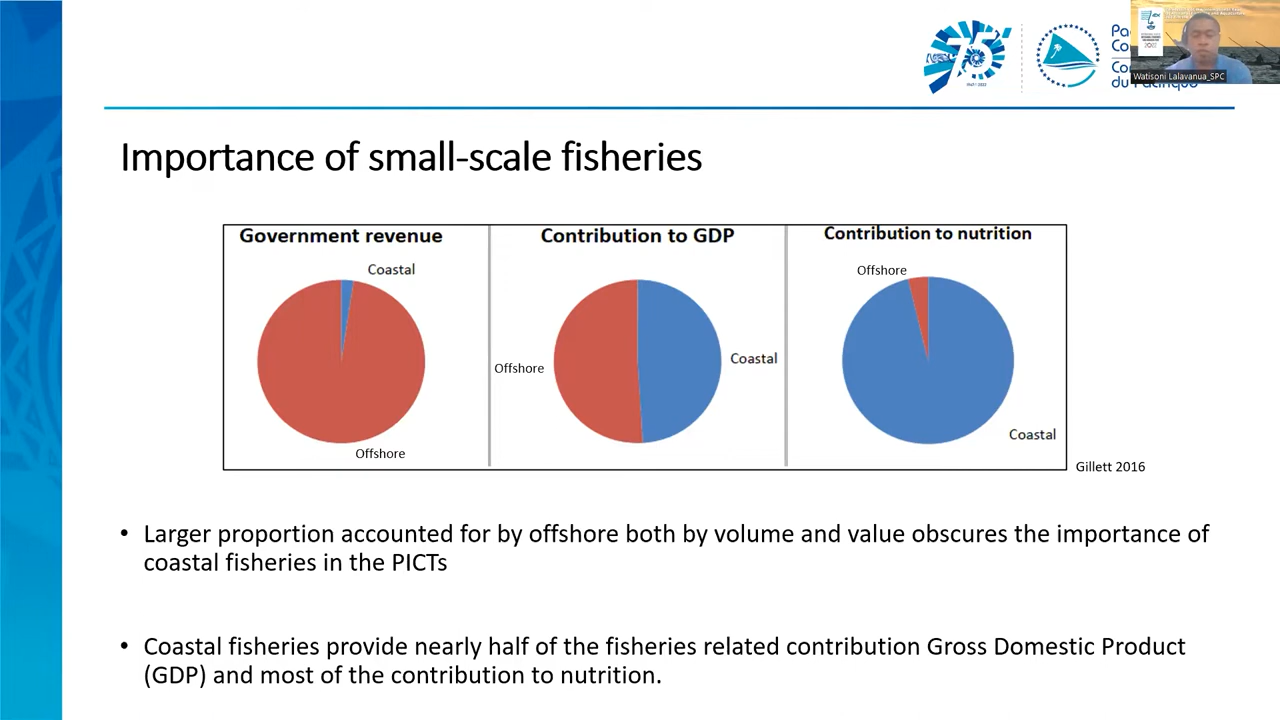 75
Watisoni Lalavanua_SPC
du Pacifique
Importance of small-scale fisheries
Government revenue
Coastal
Offshore
Contribution to GDP
Offshore
Coastal
Contribution to nutrition
Offshore
Coastal
Gillett 2016
• Larger proportion accounted for by offshore both by volume and value obscures the importance of
coastal fisheries in the PICTs
• Coastal fisheries provide nearly half of the fisheries related contribution Gross Domestic Product
(GDP) and most of the contribution to nutrition.